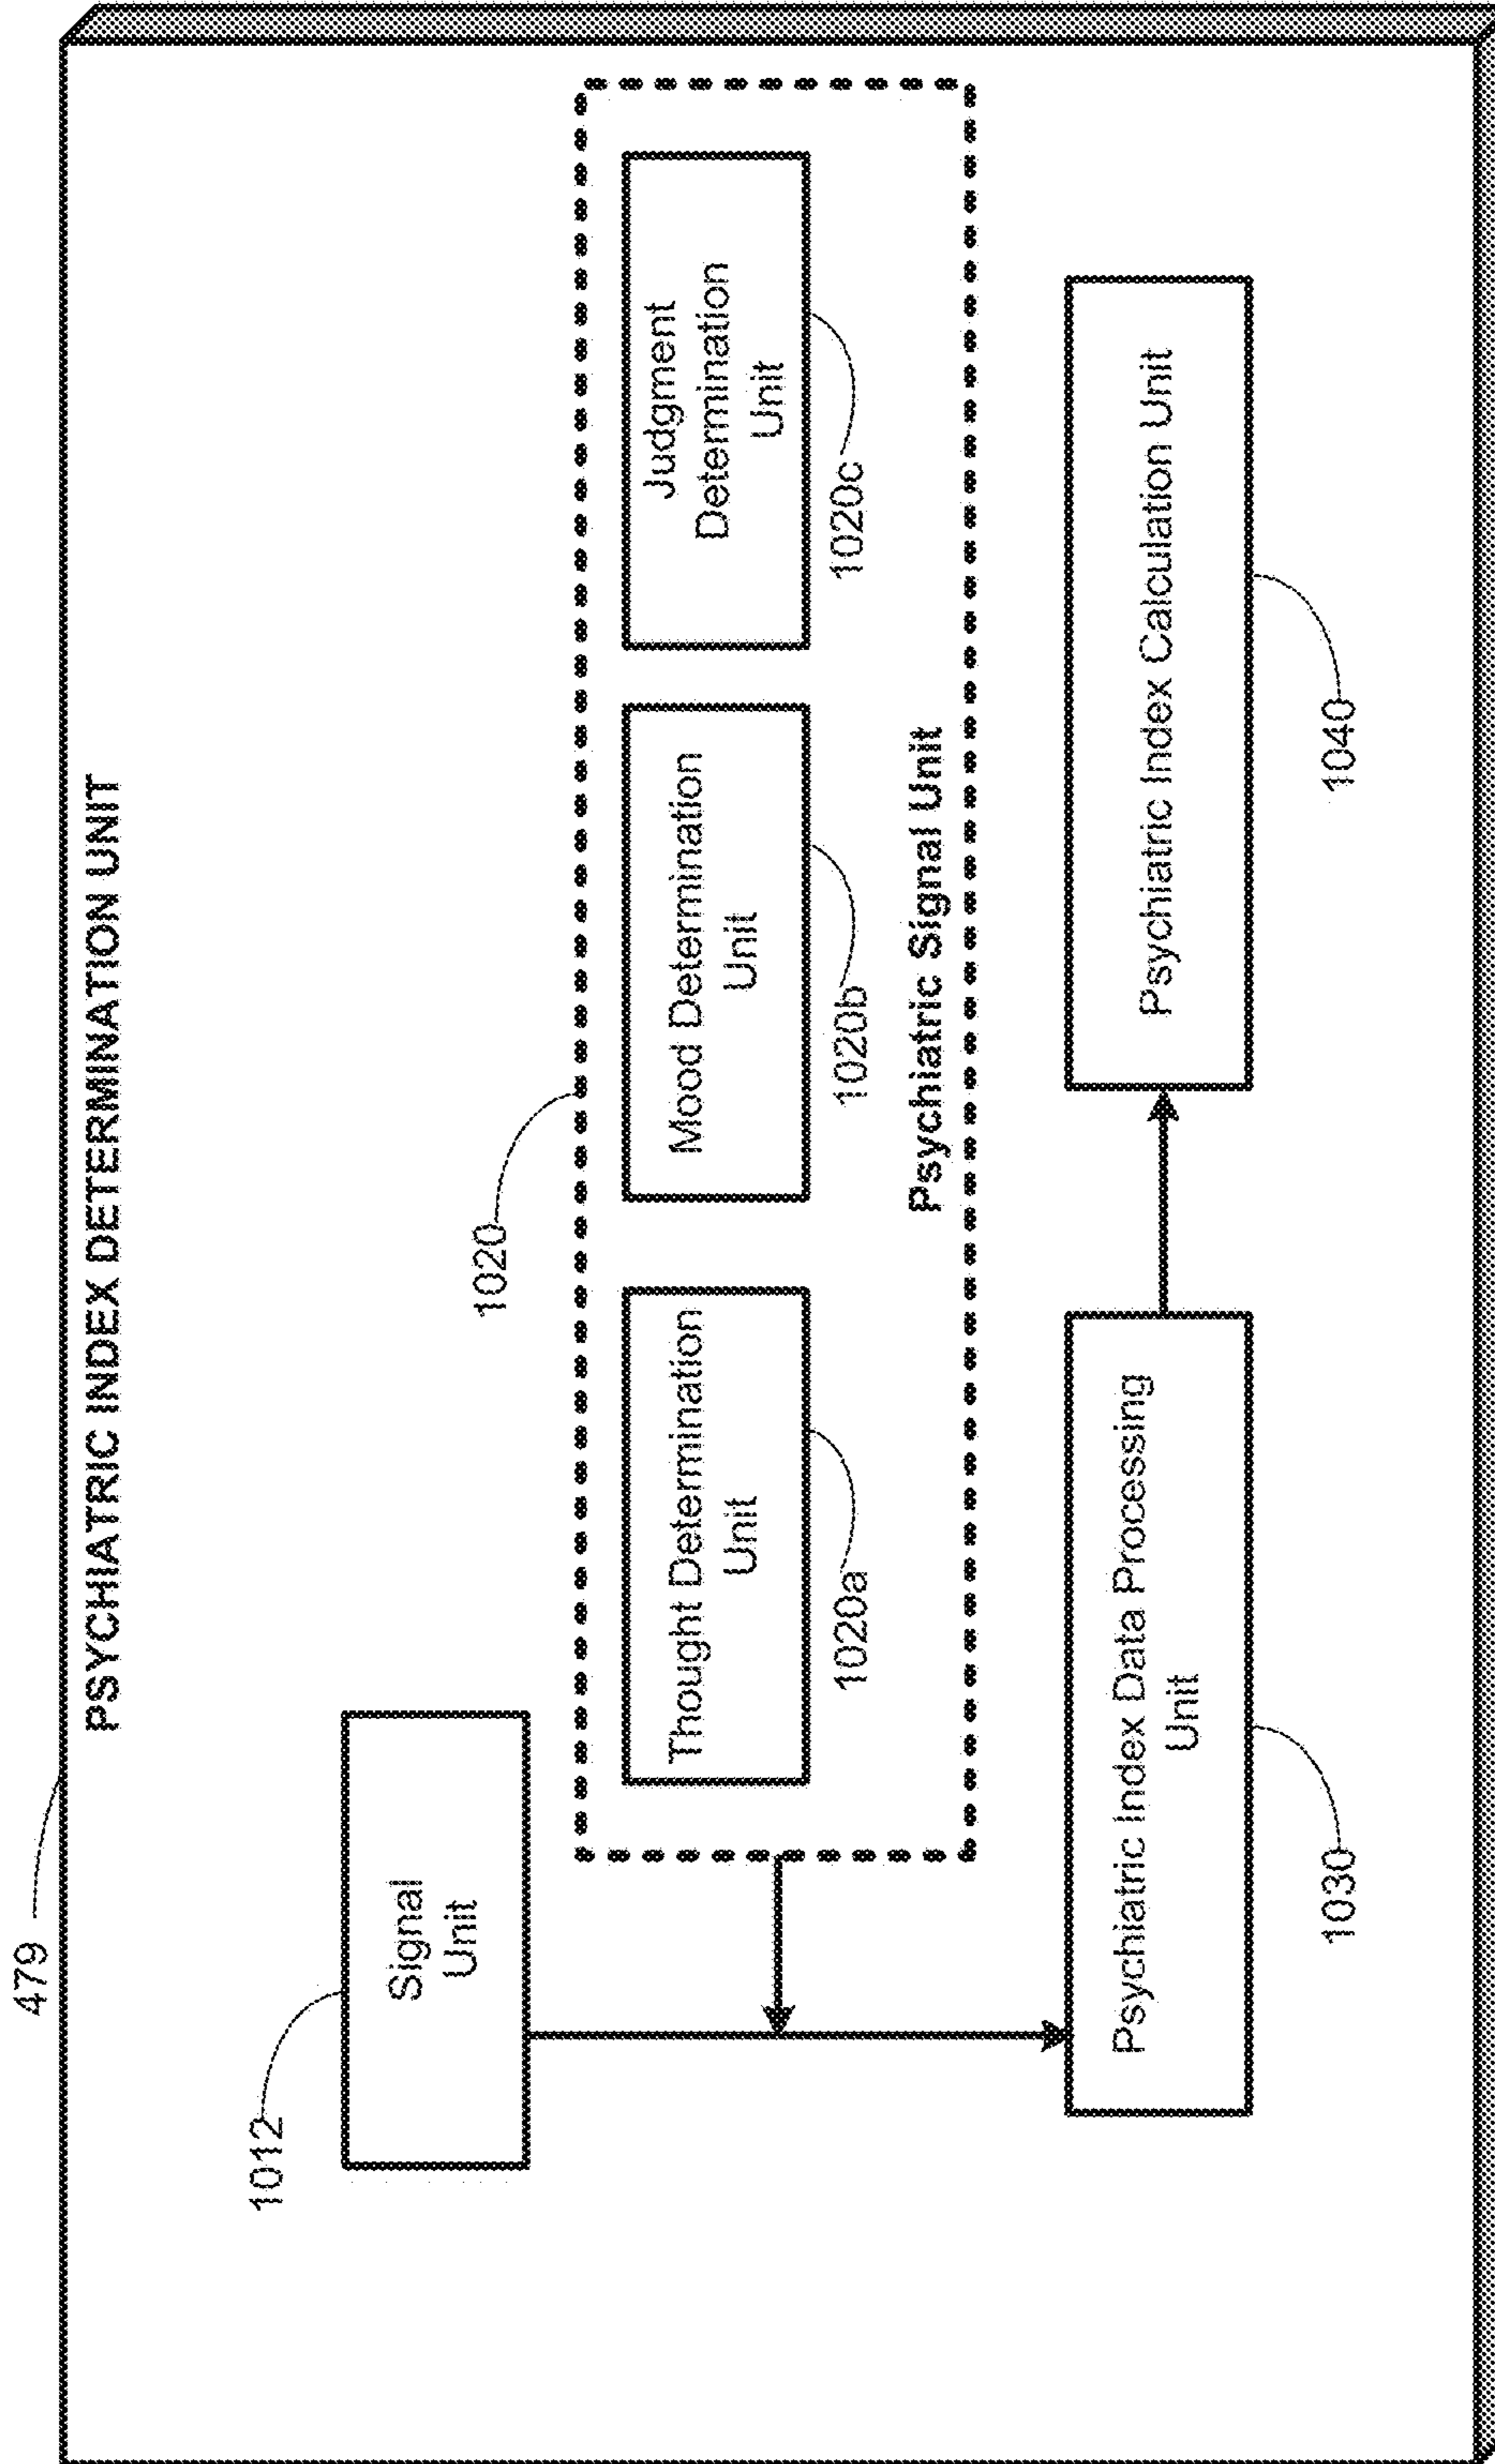 479
PSYCHIATRIC INDEX DETERMINATION UNIT
1012
Signal
Unit
1020
Thought Determination
Unit
1020a
Mood Determination
Unit
1020b
Judgment
Determination
Unit
1020c
Psychiatric Signal Unit
Psychiatric Index Data Processing
Unit
1030
Psychiatric Index Calculation Unit
1040